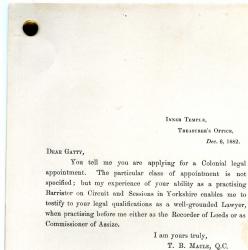 INNER TEMPLE,
TREASURER'S OFFICE,
Dec. 6, 1882.
DEAR GATTY,
You tell me you are applying for a Colonial legal
appointment. The particular class of appointment is not
specified; but my experience of your ability as a practising
Barrister on Circuit and Sessions in Yorkshire enables me to
testify to your legal qualifications as a well-grounded Lawyer,
when practising before me either as the Recorder of Leeds or as
Commissioner of Assize.
I am yours truly,
T. B. MAULE, Q.C.